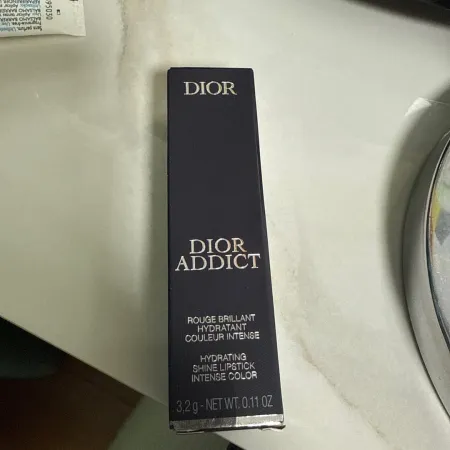 DIOR
DIOR
ADDICT
ROUGE BRILLANT
HYDRATANT
COULEUR INTENSE
HYDRATING
SHINE LIPSTICK
INTENSE COLOR
3,2 g - NET WT. 0.11 OZ